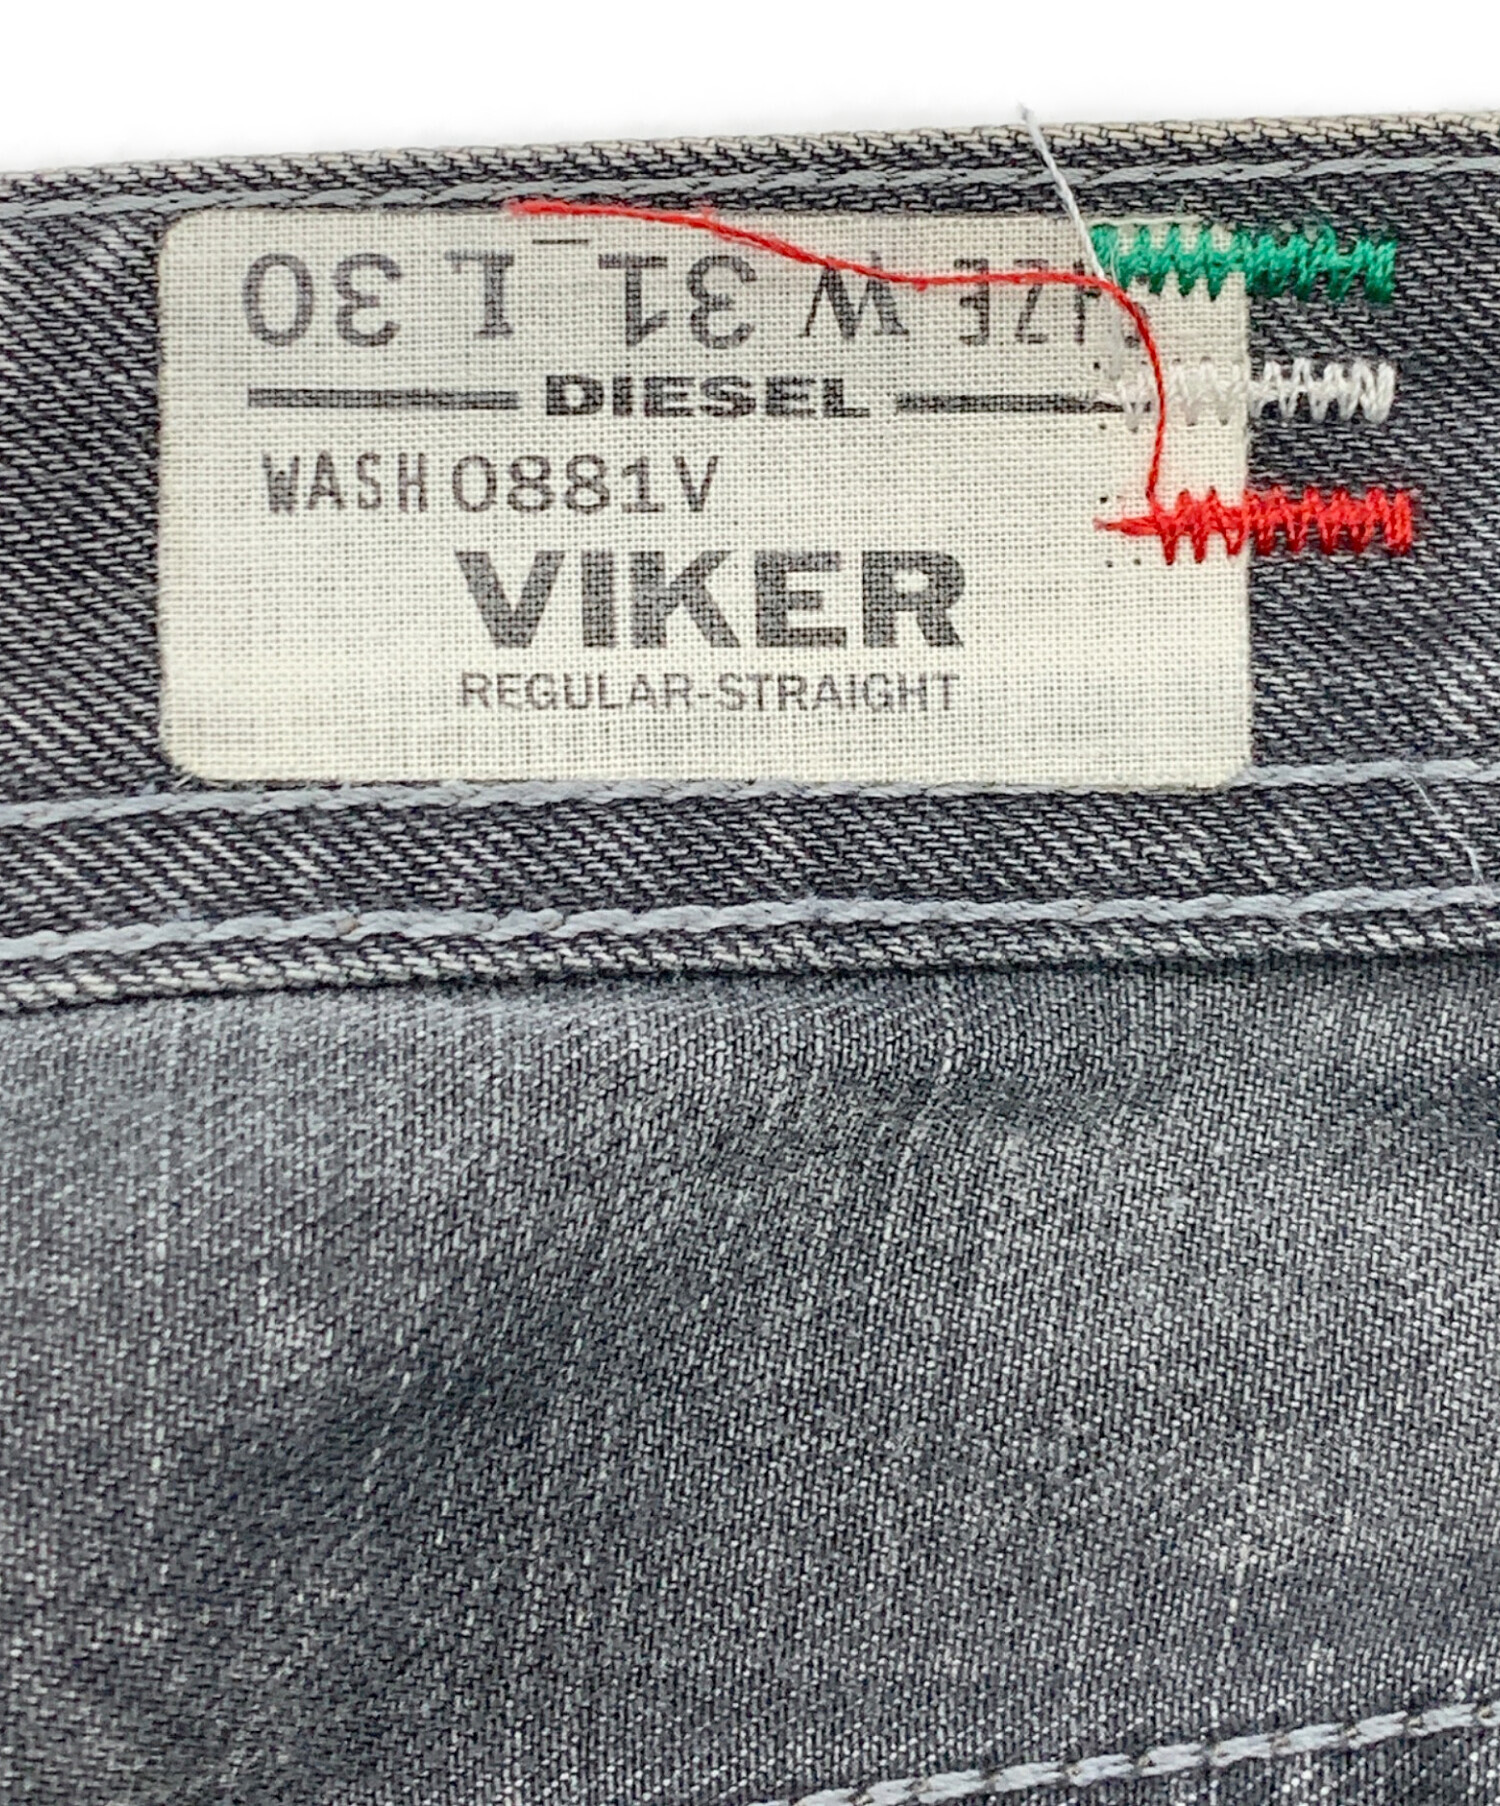 SIZE W 31 L 30
DIESEL
WASH 0881V
VIKER
REGULAR-STRAIGHT